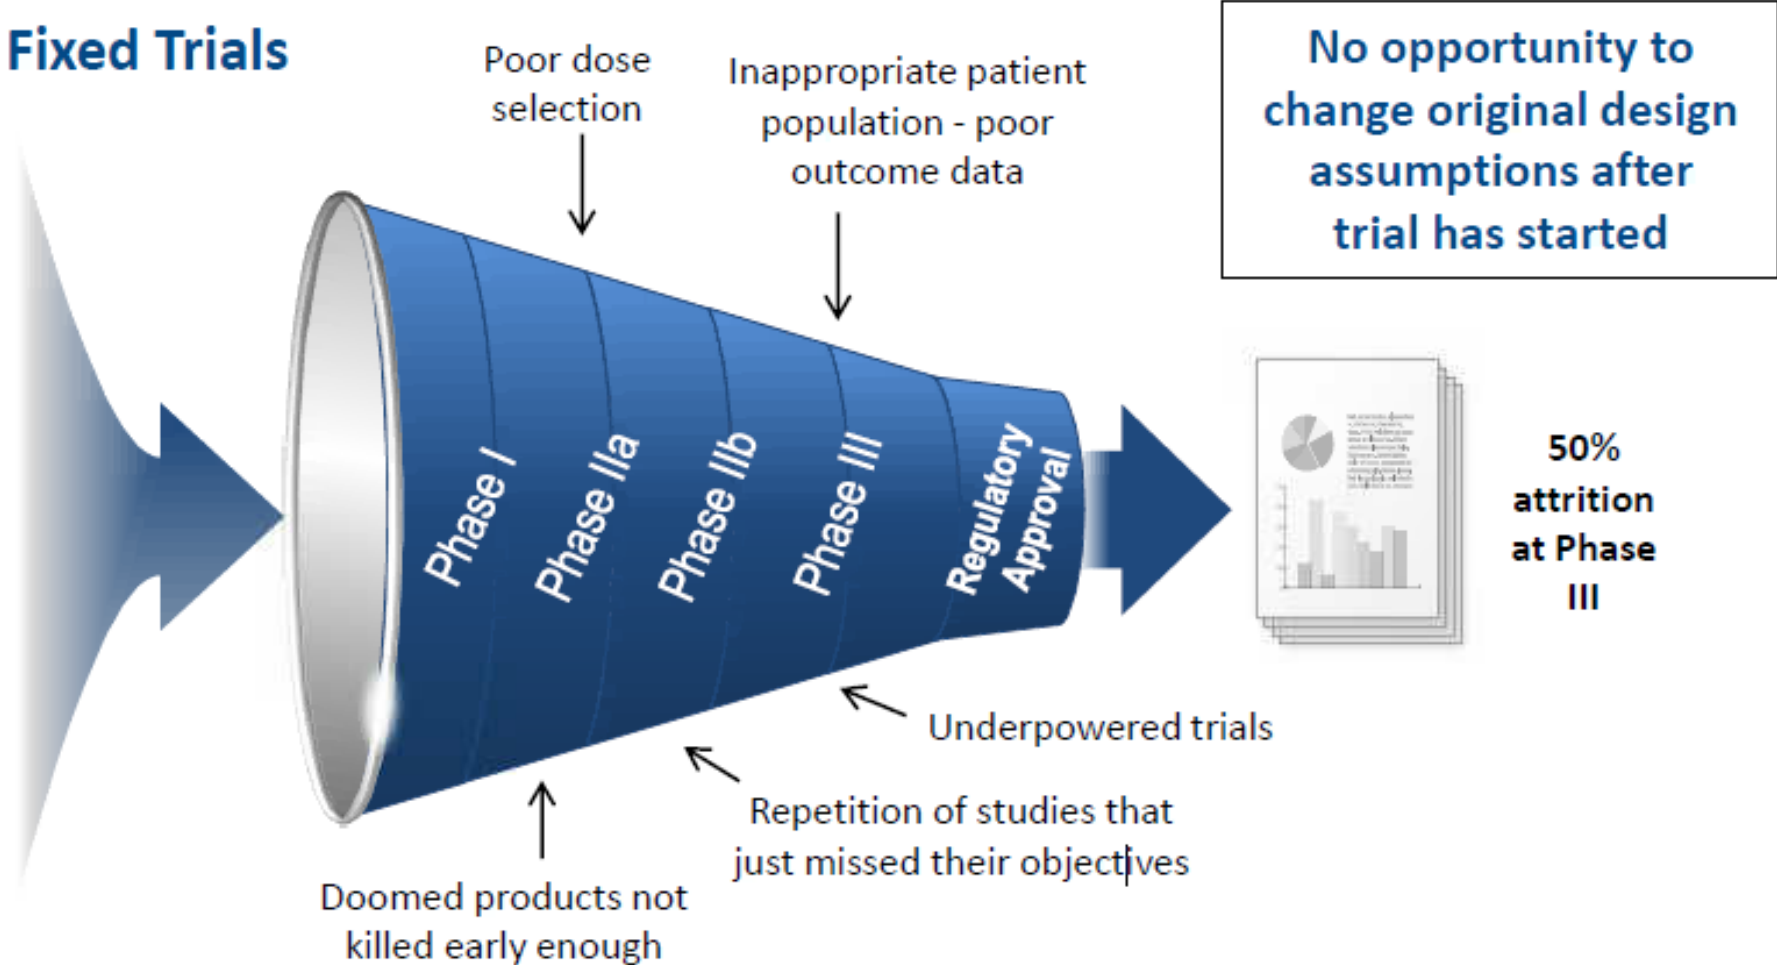 Fixed Trials
Poor dose
selection
Inappropriate patient
population - poor
outcome data
No opportunity to
change original design
assumptions after
trial has started
Phase I
Phase IIa
Phase IIb
Phase III
Regulatory
Approval
50%
attrition
at Phase
III
Underpowered trials
Repetition of studies that
just missed their objectives
Doomed products not
killed early enough